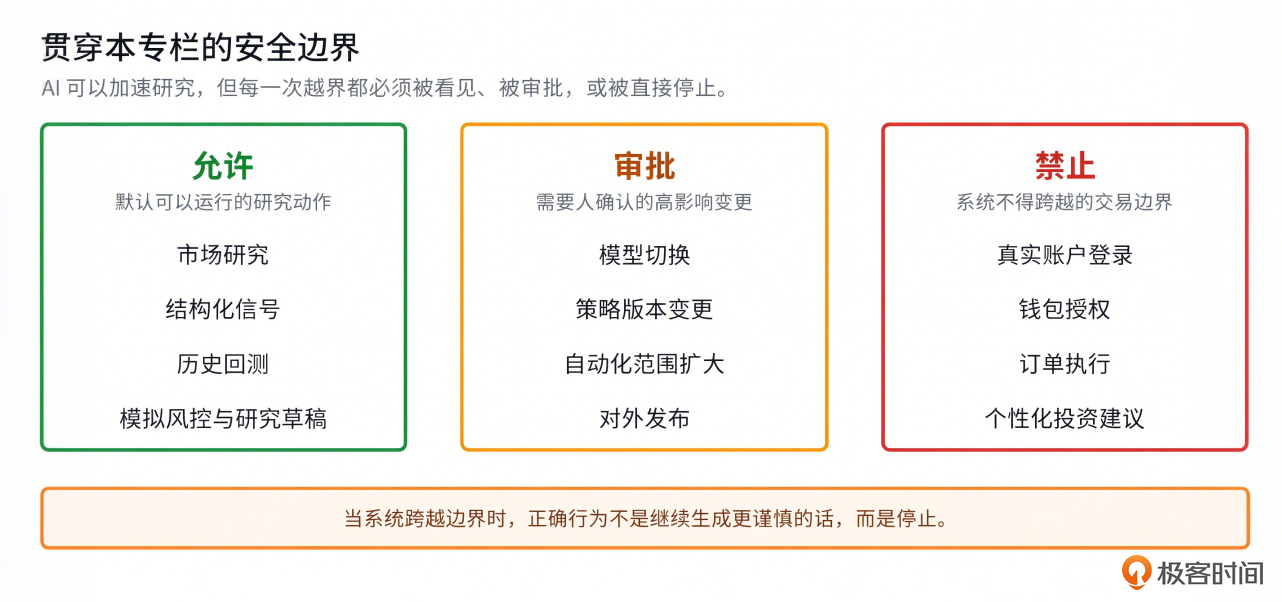 贯穿本专栏的安全边界
AI 可以加速研究，但每一次越界都必须被看见、被审批，或被直接停止。
允许
默认可以运行的研究动作
市场研究
结构化信号
历史回测
模拟风控与研究草稿
审批
需要人确认的高影响变更
模型切换
策略版本变更
自动化范围扩大
对外发布
禁止
系统不得跨越的交易边界
真实账户登录
钱包授权
订单执行
个性化投资建议
当系统跨越边界时，正确行为不是继续生成更谨慎的话，而是停止。
极客时间